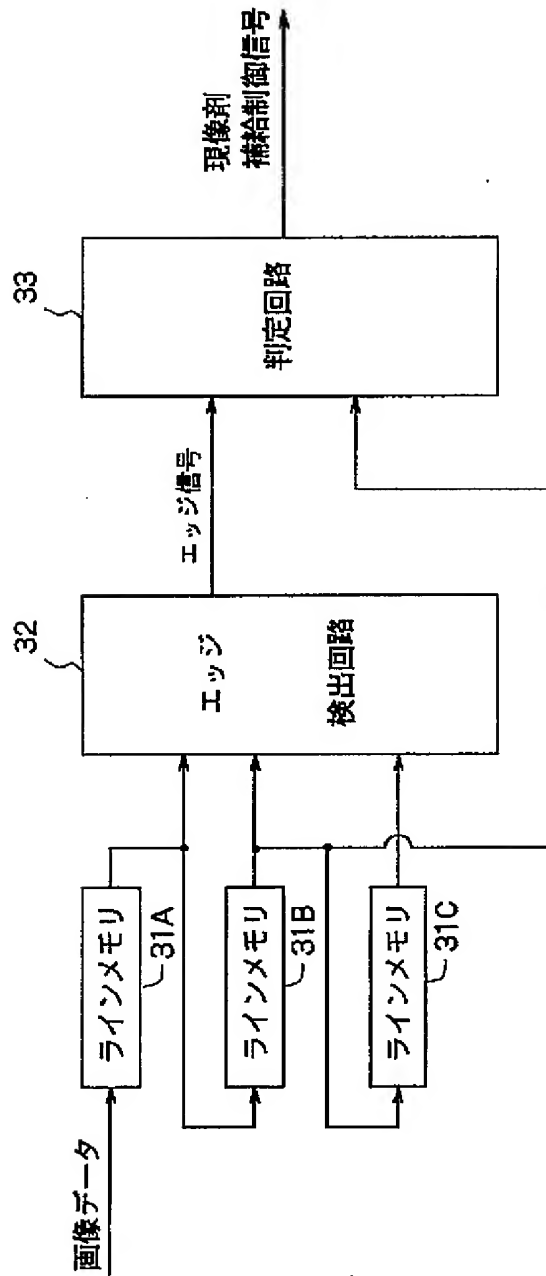 画像データ
ラインメモリ
31A
ラインメモリ
31B
ラインメモリ
31C
32
エッジ
検出回路
エッジ信号
33
判定回路
現像剤
補給制御信号